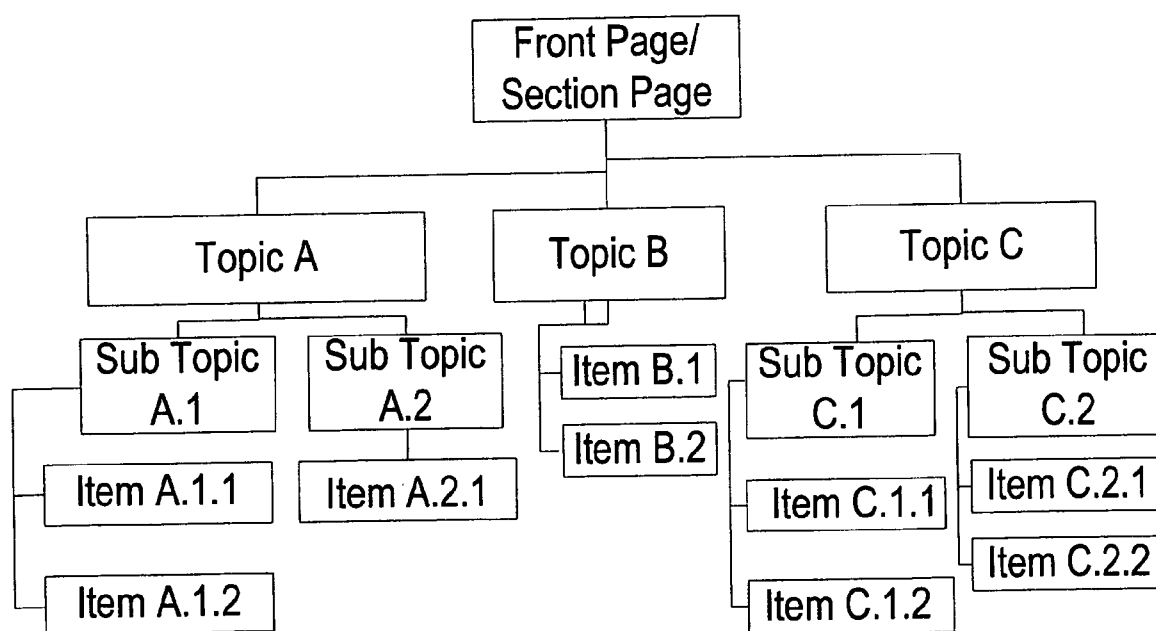 Front Page/
Section Page
Topic A
Topic B
Topic C
Sub Topic
A.1
Sub Topic
A.2
Item B.1
Item B.2
Sub Topic
C.1
Sub Topic
C.2
Item A.1.1
Item A.1.2
Item A.2.1
Item C.1.1
Item C.1.2
Item C.2.1
Item C.2.2